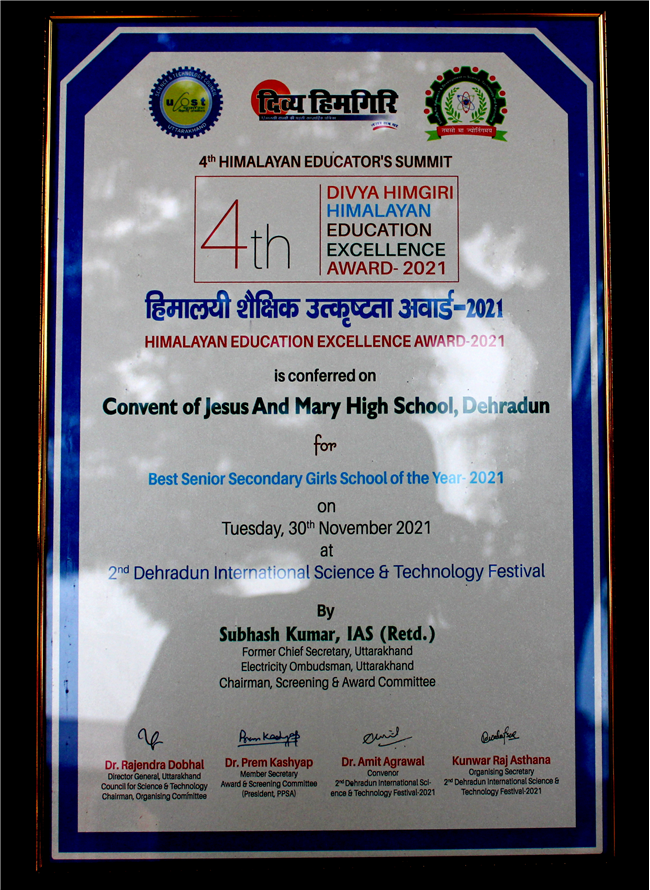 SCIENCE & TECHNOLOGY
ucost
UTTARAKHAND
दिव्य हिमगिरि
4th HIMALAYAN EDUCATOR'S SUMMIT
4th
DIVYA HIMGIRI
HIMALAYAN
EDUCATION
EXCELLENCE
AWARD- 2021
हिमालयी शैक्षिक उत्कृष्टता अवार्ड-2021
HIMALAYAN EDUCATION EXCELLENCE AWARD-2021
is conferred on
Convent of Jesus And Mary High School, Dehradun
for
Best Senior Secondary Girls School of the Year- 2021
on
Tuesday, 30th November 2021
at
2nd Dehradun International Science & Technology Festival
By
Subhash Kumar, IAS (Retd.)
Former Chief Secretary, Uttarakhand
Electricity Ombudsman, Uttarakhand
Chairman, Screening & Award Committee
Prem Kashyap
Dr. Rajendra Dobhal
Director General, Uttarakhand
Council for Science & Technology
Chairman, Organising Committee
Dr. Prem Kashyap
Member Secretary
Award & Screening Committee
(President, PPSA)
Dr. Amit Agrawal
Convenor
2nd Dehradun International Sci-
ence & Technology Festival-2021
Kunwar Raj Asthana
Organising Secretary
2nd Dehradun International Science &
Technology Festival-2021